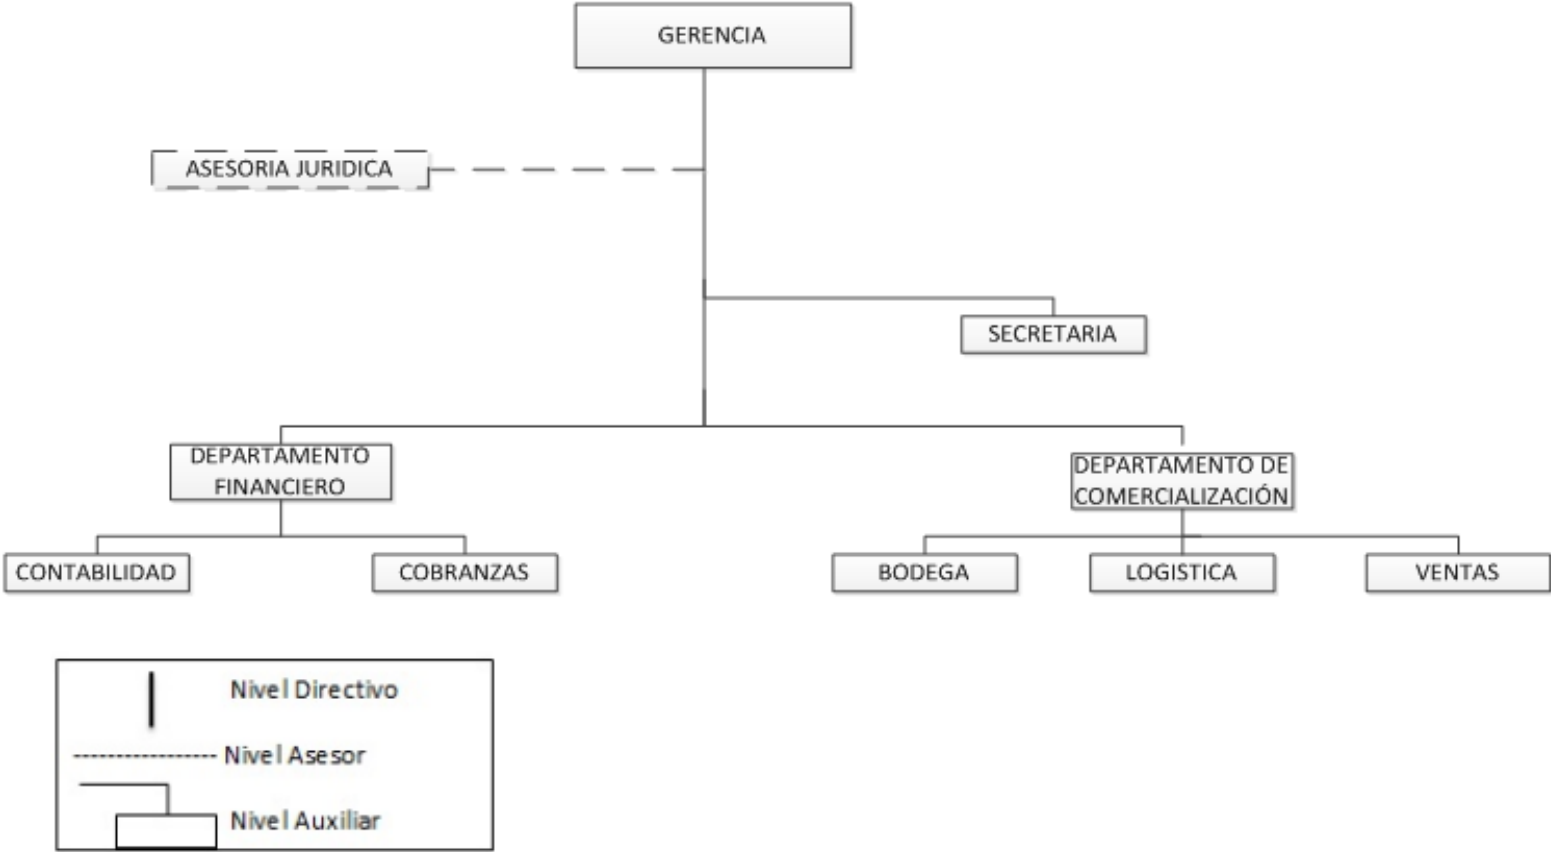 GERENCIA
ASESORIA JURIDICA
SECRETARIA
DEPARTAMENTO
FINANCIERO
DEPARTAMENTO DE
COMERCIALIZACIÓN
CONTABILIDAD
COBRANZAS
BODEGA
LOGISTICA
VENTAS
Nivel Directivo
Nivel Asesor
Nivel Auxiliar